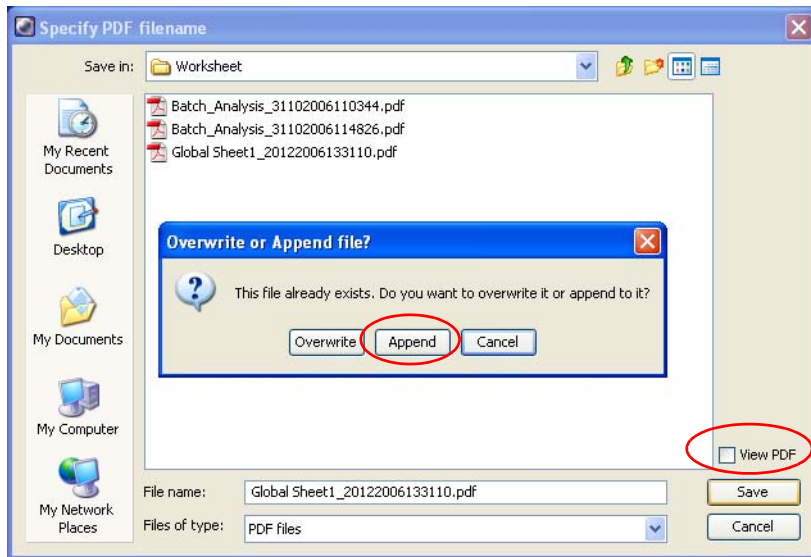 Specify PDF filename
Save in:
Worksheet
Batch_Analysis_31102006110344.pdf
Batch_Analysis_31102006114826.pdf
Global Sheet1_20122006133110.pdf
My Recent
Documents
Desktop
My Documents
My Computer
My Network
Places
Overwrite or Append file?
This file already exists. Do you want to overwrite it or append to it?
Overwrite
Append
Cancel
View PDF
File name:
Global Sheet1_20122006133110.pdf
Save
Files of type:
PDF files
Cancel